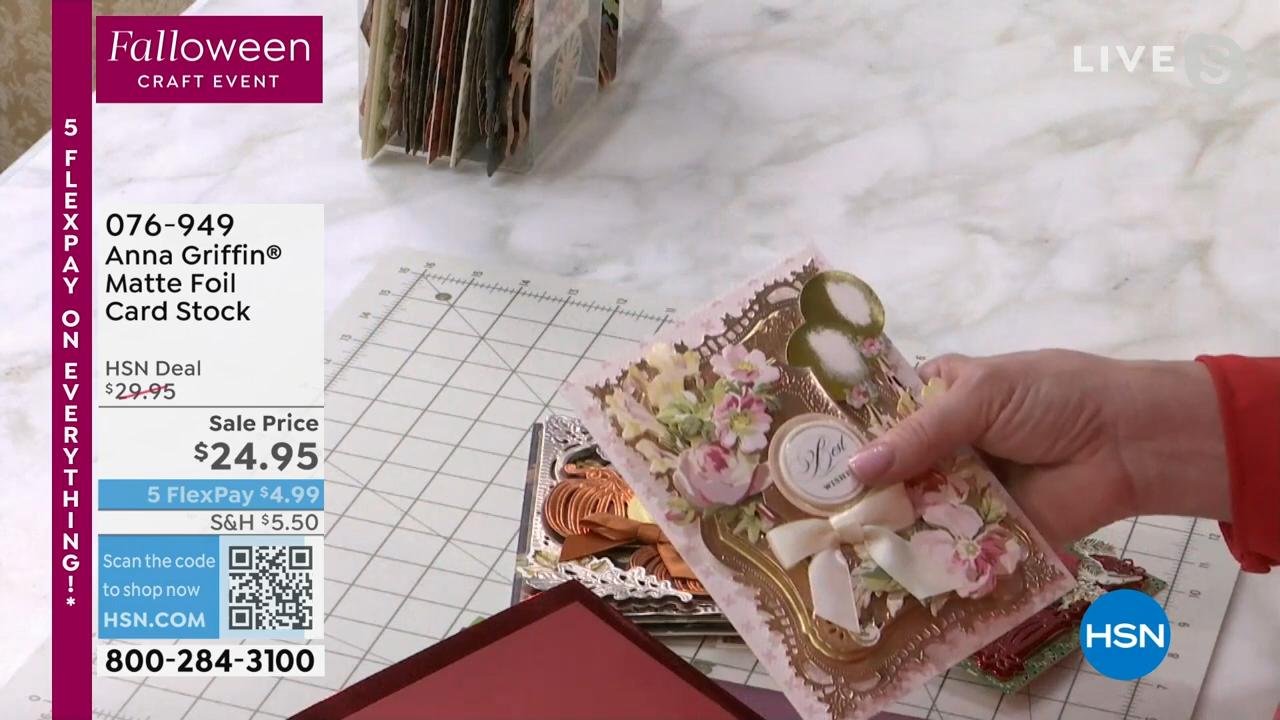 Falloween
CRAFT EVENT
5 FLEXPAY ON EVERYTHING!*
LIVE S
076-949
Anna Griffin®
Matte Foil
Card Stock
HSN Deal
$29.95
Sale Price
$24.95
5 FlexPay $4.99
S&H $5.50
Scan the code
to shop now
HSN.COM
800-284-3100
Best
WISHES
HSN